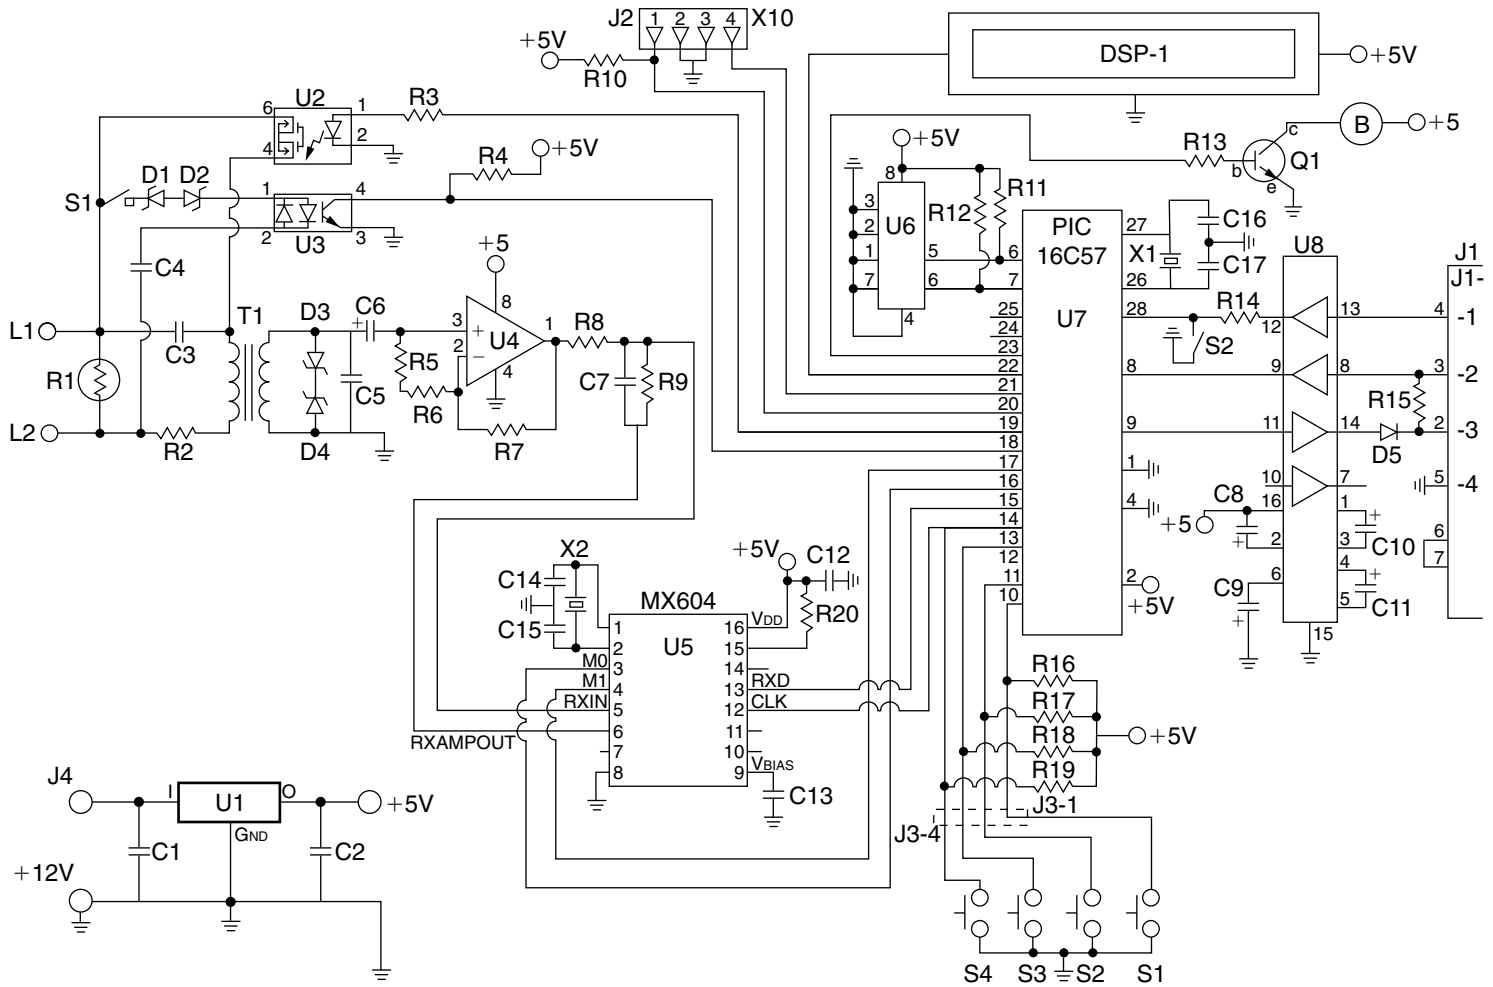 J2 1 2 3 4 X10
+5V
R10
DSP-1
+5V
U2
6 1
4 2
R3
R4
+5V
B
+5
R13
b c e
Q1
S1
D1 D2
1 4
2 3
U3
+5V
8
3
2
1
7
U6
5
6
4
R12
R11
6
7
25
24
23
22
21
20
19
18
17
16
15
14
13
12
11
10
PIC
16C57
U7
27
26
28
8
9
1
4
2
+5V
X1
C16
C17
R14
S2
U8
12 13
9 8
11 14
10 7
16 1
2 3
6 4
5
15
J1
J1-
4 -1
3 -2
2 -3
5 -4
6
7
R15
D5
C8
+5
C9
C10
+
C11
+
+
+
C4
L1
L2
R1
C3
R2
T1
D3
D4
C5
C6
+
R5
R6
+5
8
3 +
2 −
U4
1
4
R7
R8
C7
R9
X2
C14
C15
MX604
U5
1
2
M0 3
M1 4
RXIN 5
RXAMPOUT 6
7
8
16 VDD
15
14
13 RXD
12 CLK
11
10
9 VBIAS
+5V
C12
R20
C13
R16
R17
R18
R19
+5V
J3-1
J3-4
S4 S3 S2 S1
J4
I U1 O
GND
+5V
C1
C2
+12V